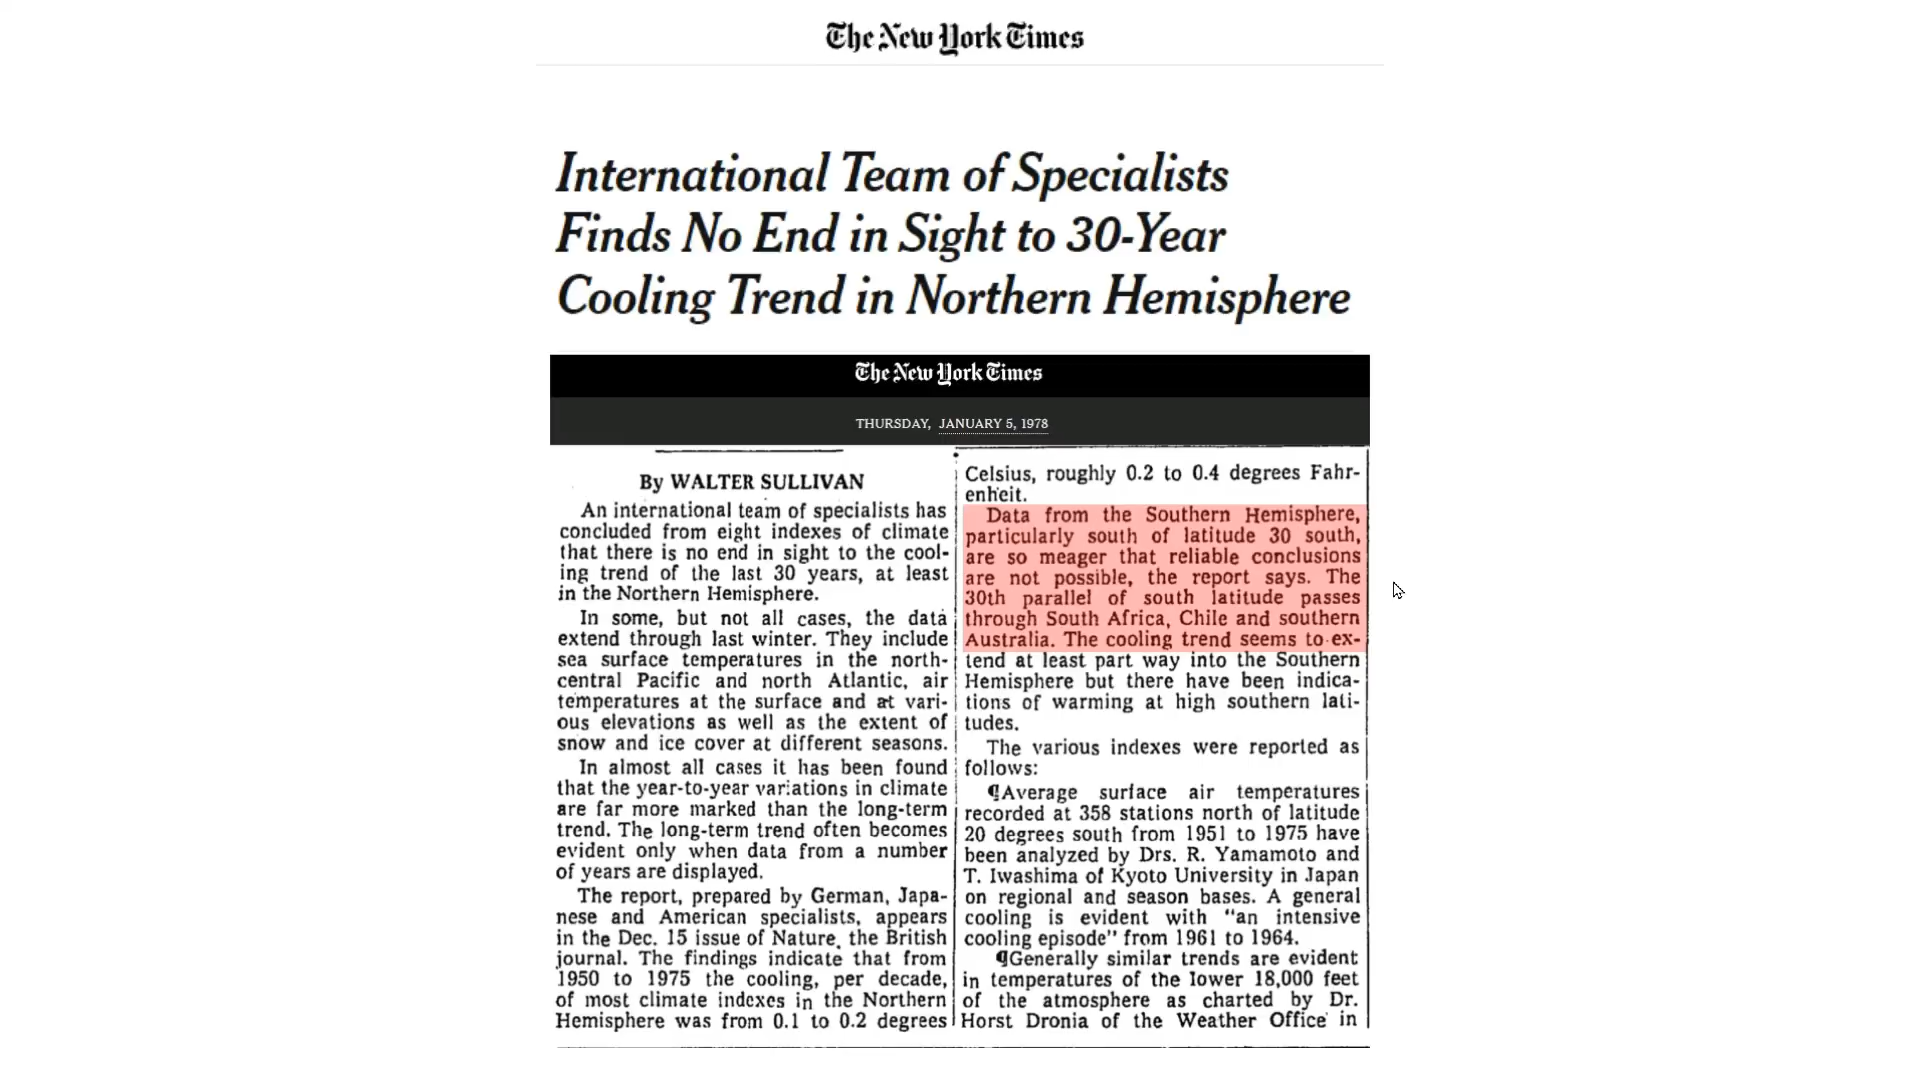 The New York Times
International Team of Specialists
Finds No End in Sight to 30-Year
Cooling Trend in Northern Hemisphere
The New York Times
THURSDAY, JANUARY 5, 1978
By WALTER SULLIVAN
An international team of specialists has
concluded from eight indexes of climate
that there is no end in sight to the cool-
ing trend of the last 30 years, at least
in the Northern Hemisphere.
In some, but not all cases, the data
extend through last winter. They include
sea surface temperatures in the north-
central Pacific and north Atlantic, air
temperatures at the surface and at vari-
ous elevations as well as the extent of
snow and ice cover at different seasons.
In almost all cases it has been found
that the year-to-year variations in climate
are far more marked than the long-term
trend. The long-term trend often becomes
evident only when data from a number
of years are displayed.
The report, prepared by German, Japa-
nese and American specialists, appears
in the Dec. 15 issue of Nature, the British
journal. The findings indicate that from
1950 to 1975 the cooling, per decade,
of most climate indexes in the Northern
Hemisphere was from 0.1 to 0.2 degrees
Celsius, roughly 0.2 to 0.4 degrees Fahr-
enheit.
Data from the Southern Hemisphere,
particularly south of latitude 30 south,
are so meager that reliable conclusions
are not possible, the report says. The
30th parallel of south latitude passes
through South Africa, Chile and southern
Australia. The cooling trend seems to ex-
tend at least part way into the Southern
Hemisphere but there have been indica-
tions of warming at high southern lati-
tudes.
The various indexes were reported as
follows:
¶Average surface air temperatures
recorded at 358 stations north of latitude
20 degrees south from 1951 to 1975 have
been analyzed by Drs. R. Yamamoto and
T. Iwashima of Kyoto University in Japan
on regional and season bases. A general
cooling is evident with "an intensive
cooling episode" from 1961 to 1964.
¶Generally similar trends are evident
in temperatures of the lower 18,000 feet
of the atmosphere as charted by Dr.
Horst Dronia of the Weather Office in